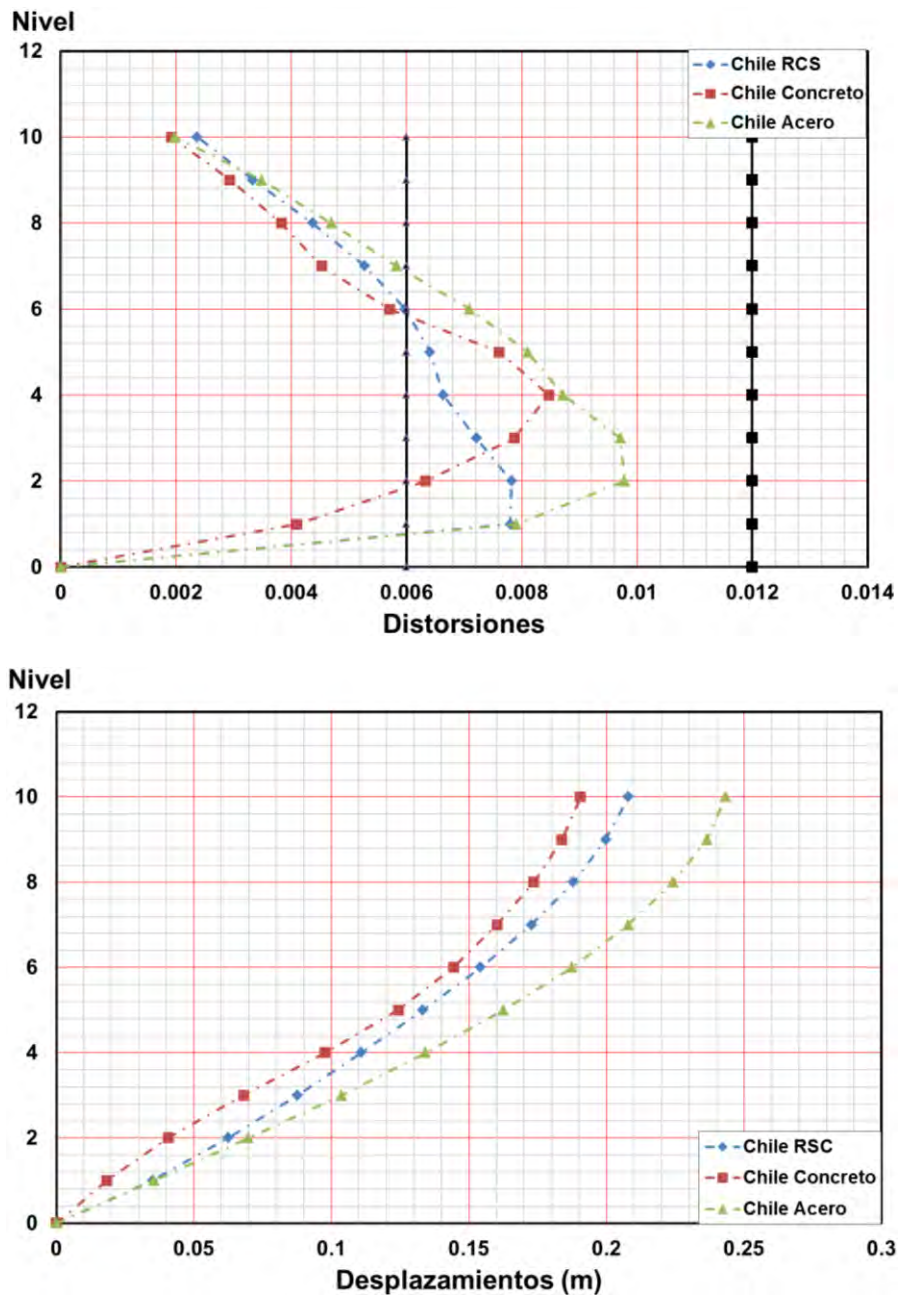 Nivel
12
Chile RCS
Chile Concreto
Chile Acero
10
8
6
4
2
0
0 0.002 0.004 0.006 0.008 0.01 0.012 0.014
Distorsiones
Nivel
12
10
8
6
4
2
Chile RSC
Chile Concreto
Chile Acero
0
0 0.05 0.1 0.15 0.2 0.25 0.3
Desplazamientos (m)